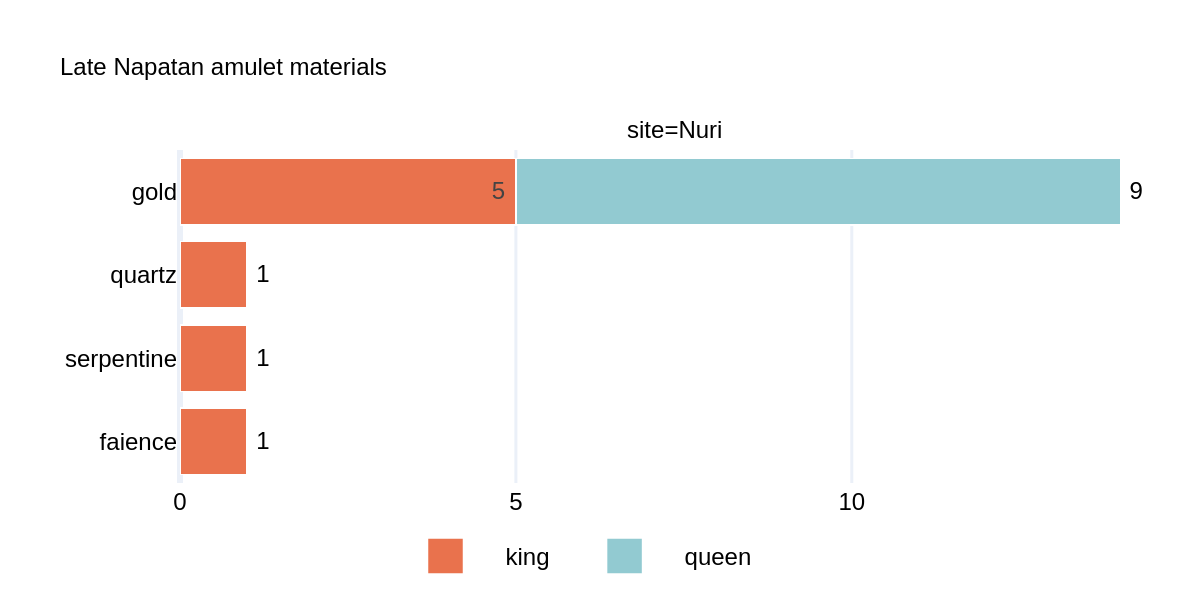 Late Napatan amulet materials
site=Nuri
gold 5 9
quartz 1
serpentine 1
faience 1
0 5 10
king queen